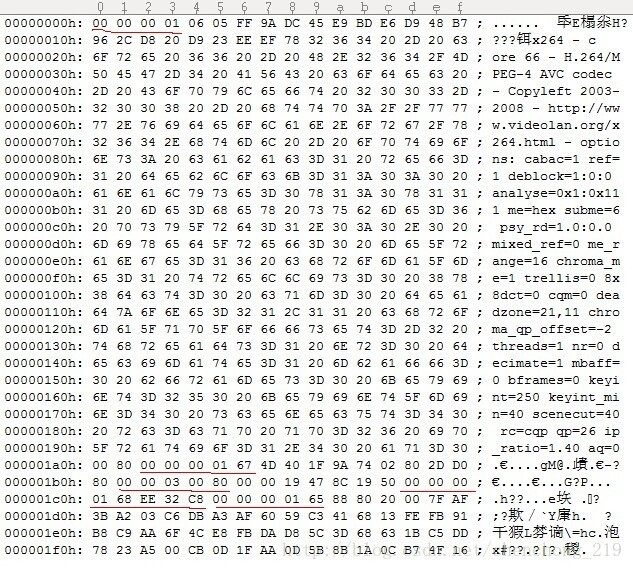 0 1 2 3 4 5 6 7 8 9 a b c d e f
00000000h: 00 00 00 01 06 05 FF 9A DC 45 E9 BD E6 D9 48 B7 ;
00000010h: 96 2C D8 20 D9 23 EE EF 78 32 36 34 20 2D 20 63 ; ???铒x264 - c
00000020h: 6F 72 65 20 36 36 20 2D 20 48 2E 32 36 34 2F 4D ; ore 66 - H.264/M
00000030h: 50 45 47 2D 34 20 41 56 43 20 63 6F 64 65 63 20 ; PEG-4 AVC codec
00000040h: 2D 20 43 6F 70 79 6C 65 66 74 20 32 30 30 33 2D ; - Copyleft 2003-
00000050h: 32 30 30 38 20 2D 20 68 74 74 70 3A 2F 2F 77 77 ; 2008 - http://ww
00000060h: 77 2E 76 69 64 65 6F 6C 61 6E 2E 6F 72 67 2F 78 ; w.videolan.org/x
00000070h: 32 36 34 2E 68 74 6D 6C 20 2D 20 6F 70 74 69 6F ; 264.html - optio
00000080h: 6E 73 3A 20 63 61 62 61 63 3D 31 20 72 65 66 3D ; ns: cabac=1 ref=
00000090h: 31 20 64 65 62 6C 6F 63 6B 3D 31 3A 30 3A 30 20 ; 1 deblock=1:0:0
000000a0h: 61 6E 61 6C 79 73 65 3D 30 78 31 3A 30 78 31 31 ; analyse=0x1:0x11
000000b0h: 31 20 6D 65 3D 68 65 78 20 73 75 62 6D 65 3D 36 ; 1 me=hex subme=6
000000c0h: 20 70 73 79 5F 72 64 3D 31 2E 30 3A 30 2E 30 20 ; psy_rd=1.0:0.0
000000d0h: 6D 69 78 65 64 5F 72 65 66 3D 30 20 6D 65 5F 72 ; mixed_ref=0 me_r
000000e0h: 61 6E 67 65 3D 31 36 20 63 68 72 6F 6D 61 5F 6D ; ange=16 chroma_m
000000f0h: 65 3D 31 20 74 72 65 6C 6C 69 73 3D 30 20 38 78 ; e=1 trellis=0 8x
00000100h: 38 64 63 74 3D 30 20 63 71 6D 3D 30 20 64 65 61 ; 8dct=0 cqm=0 dea
00000110h: 64 7A 6F 6E 65 3D 32 31 2C 31 31 20 63 68 72 6F ; dzone=21,11 chro
00000120h: 6D 61 5F 71 70 5F 6F 66 66 73 65 74 3D 2D 32 20 ; ma_qp_offset=-2
00000130h: 74 68 72 65 61 64 73 3D 31 20 6E 72 3D 30 20 64 ; threads=1 nr=0 d
00000140h: 65 63 69 6D 61 74 65 3D 31 20 6D 62 61 66 66 3D ; ecimate=1 mbaff=
00000150h: 30 20 62 66 72 61 6D 65 73 3D 30 20 6B 65 79 69 ; 0 bframes=0 keyi
00000160h: 6E 74 3D 32 35 30 20 6B 65 79 69 6E 74 5F 6D 69 ; nt=250 keyint_mi
00000170h: 6E 3D 34 30 20 73 63 65 6E 65 63 75 74 3D 34 30 ; n=40 scenecut=40
00000180h: 20 72 63 3D 63 71 70 20 71 70 3D 32 36 20 69 70 ; rc=cqp qp=26 ip
00000190h: 5F 72 61 74 69 6F 3D 31 2E 34 30 20 61 71 3D 30 ; _ratio=1.40 aq=0
000001a0h: 00 80 00 00 00 01 67 4D 40 1F 9A 74 02 80 2D D0 ;
000001b0h: 80 00 00 03 00 80 00 00 19 47 8C 19 50 00 00 00 ;
000001c0h: 01 68 EE 32 C8 00 00 00 01 65 88 80 20 00 7F AF ;
000001d0h: 3B A2 03 C6 DB A3 AF 60 59 C3 41 68 13 FE FB 91 ;
000001e0h: B8 C9 AA 6F 4C E8 FB DA D8 5C 3D 68 63 1B C5 DD ;
000001f0h: 78 23 A5 00 CB 0D 1F AA 0D 5B 8B 1A 0C B7 4F 16 ;